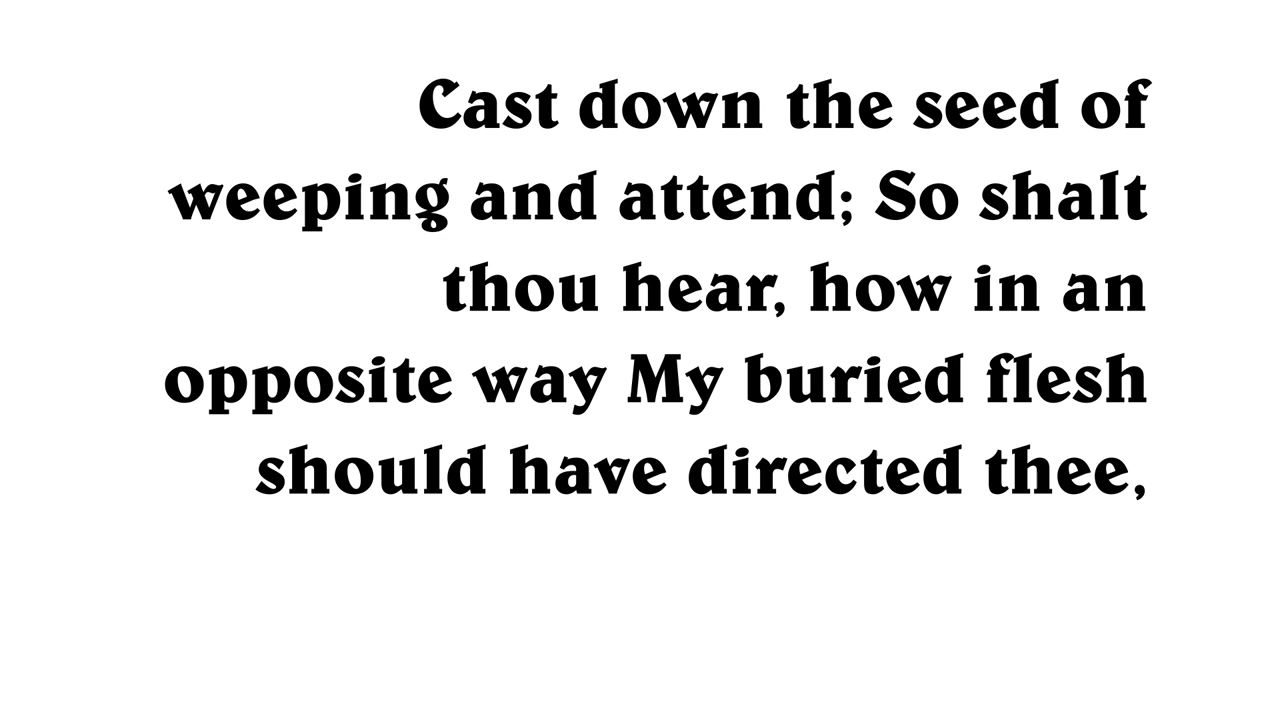 Cast down the seed of
weeping and attend; So shalt
thou hear, how in an
opposite way My buried flesh
should have directed thee,